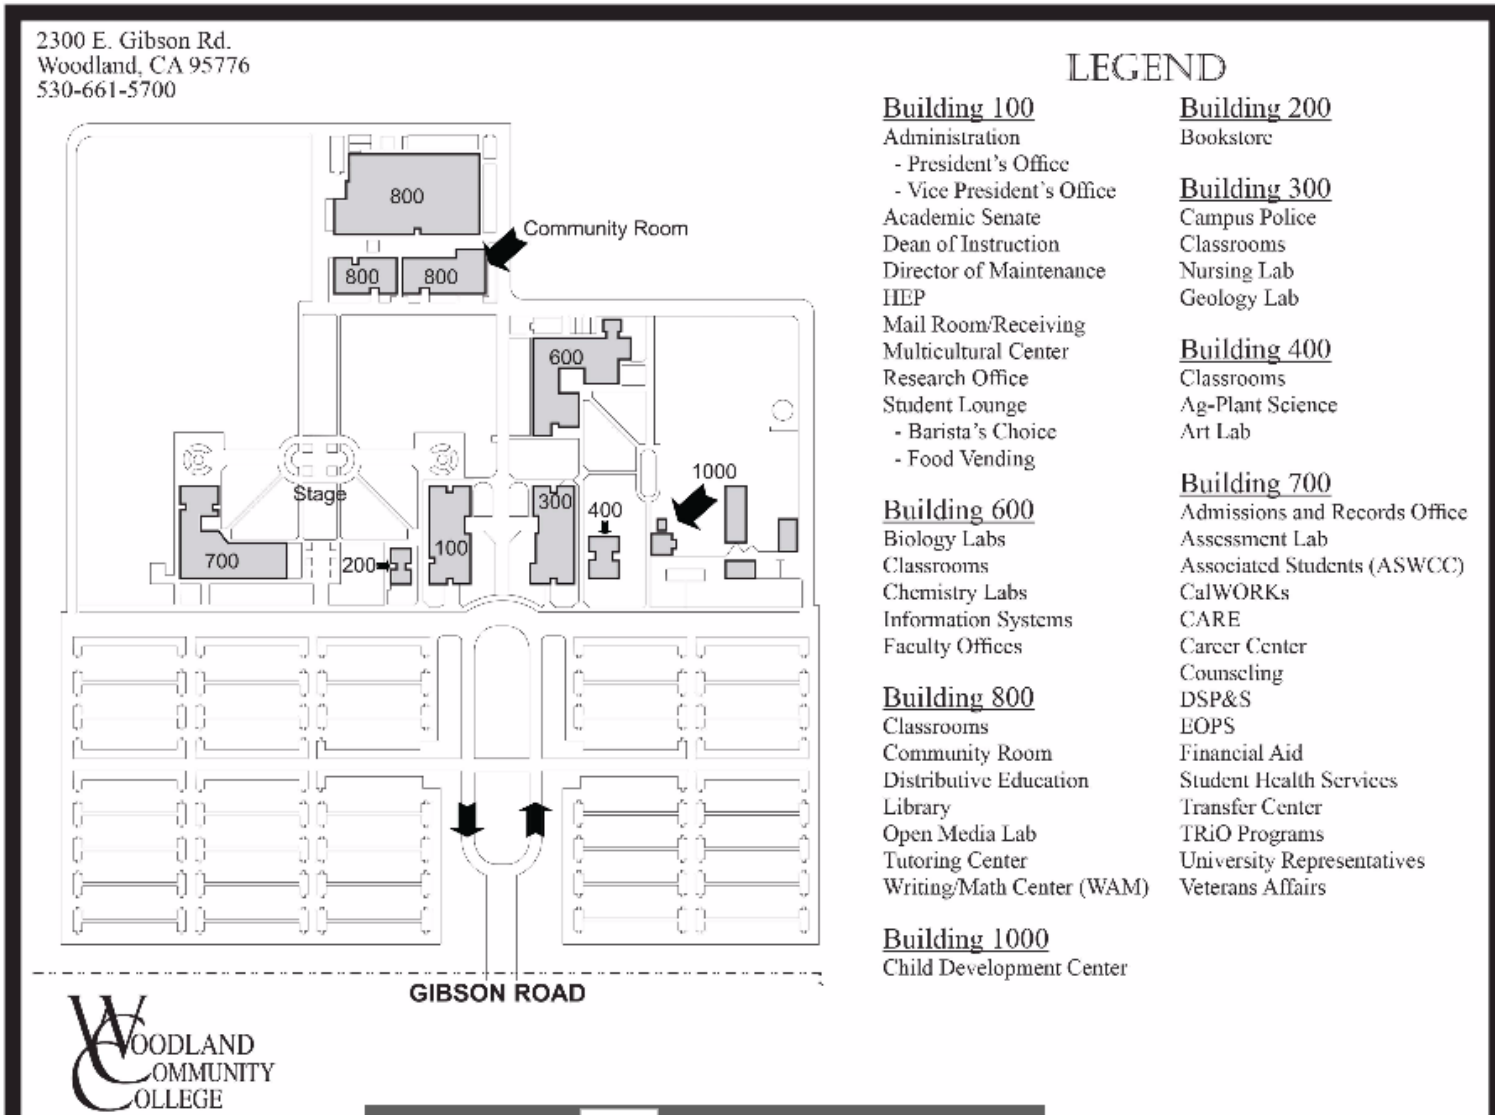 2300 E. Gibson Rd.
Woodland, CA 95776
530-661-5700
800
Community Room
800
800
600
Stage
1000
300
400
100
700
200
GIBSON ROAD
WOODLAND
COMMUNITY
COLLEGE
LEGEND
Building 100
Administration
- President's Office
- Vice President's Office
Academic Senate
Dean of Instruction
Director of Maintenance
HEP
Mail Room/Receiving
Multicultural Center
Research Office
Student Lounge
- Barista's Choice
- Food Vending
Building 600
Biology Labs
Classrooms
Chemistry Labs
Information Systems
Faculty Offices
Building 800
Classrooms
Community Room
Distributive Education
Library
Open Media Lab
Tutoring Center
Writing/Math Center (WAM)
Building 1000
Child Development Center
Building 200
Bookstore
Building 300
Campus Police
Classrooms
Nursing Lab
Geology Lab
Building 400
Classrooms
Ag-Plant Science
Art Lab
Building 700
Admissions and Records Office
Assessment Lab
Associated Students (ASWCC)
CalWORKs
CARE
Career Center
Counseling
DSP&S
EOPS
Financial Aid
Student Health Services
Transfer Center
TRiO Programs
University Representatives
Veterans Affairs